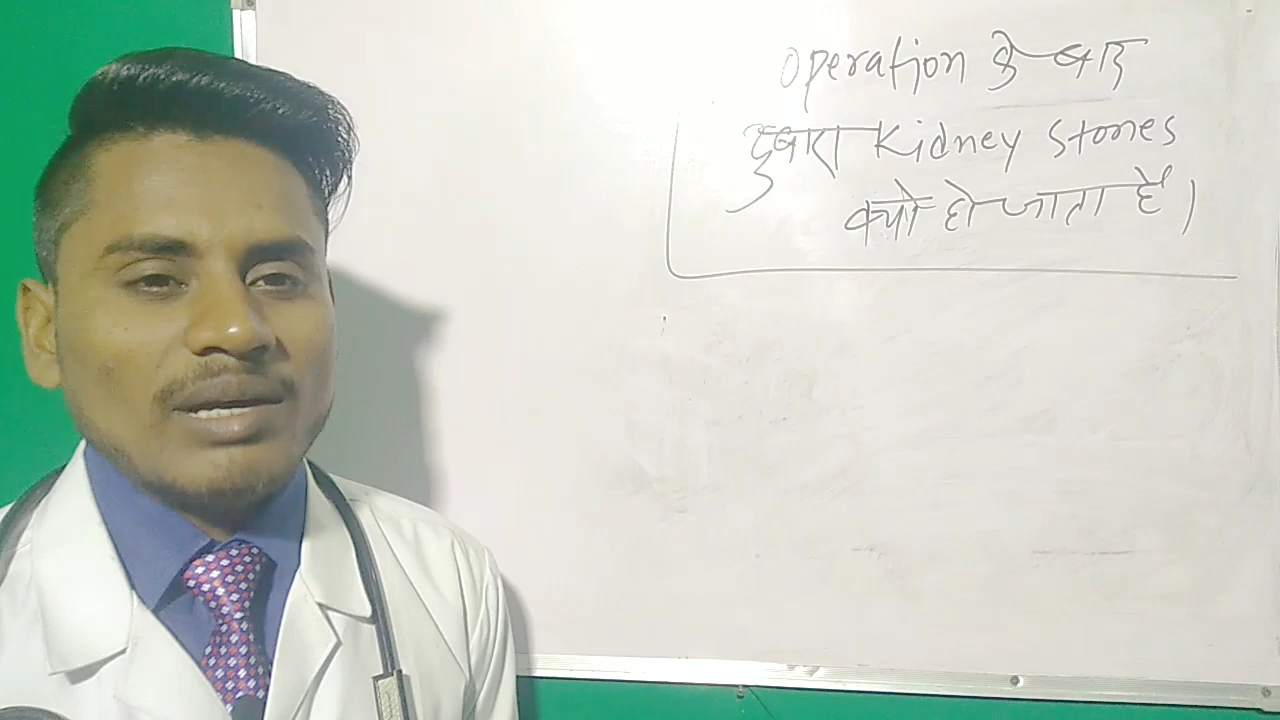 Operation के बाद
दुबारा Kidney Stones
क्यों हो जाता है।